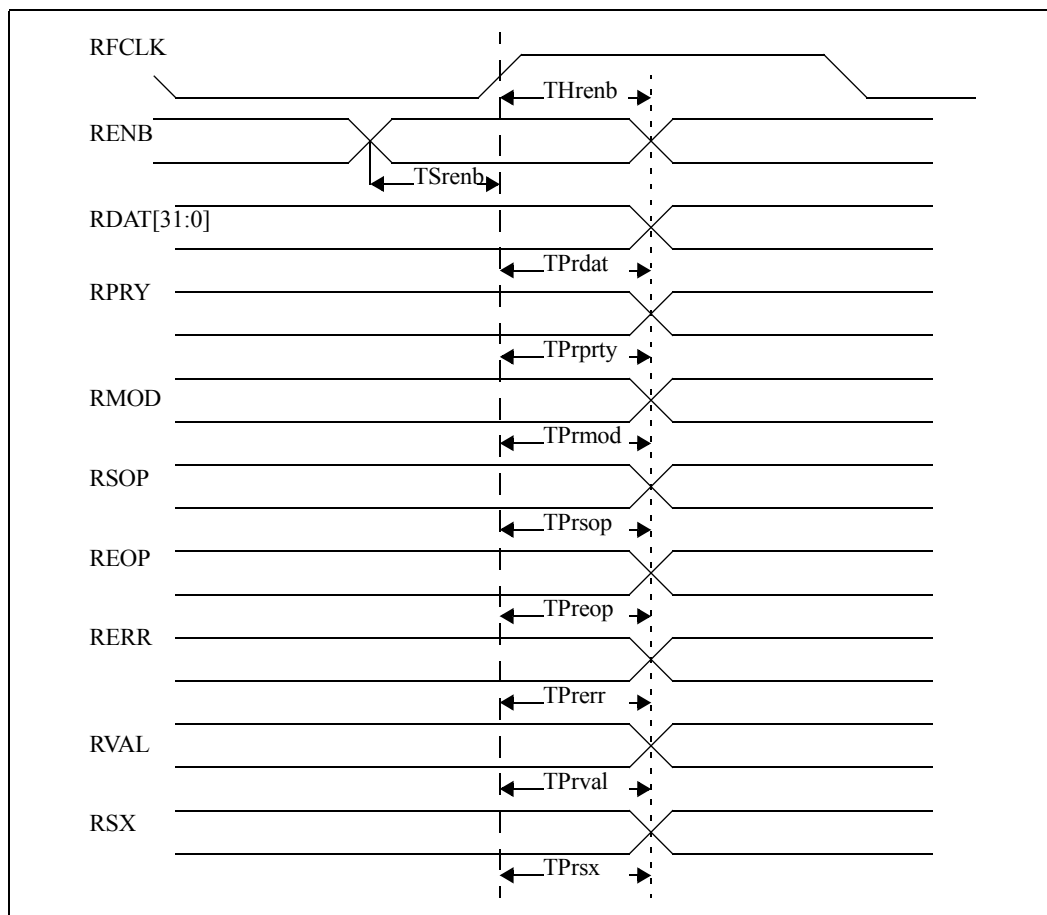 RFCLK
THrenb
RENB
TSrenb
RDAT[31:0]
TPrdat
RPRY
TPrprty
RMOD
TPrmod
RSOP
TPrsop
REOP
TPreop
RERR
TPrerr
RVAL
TPrval
RSX
TPrsx